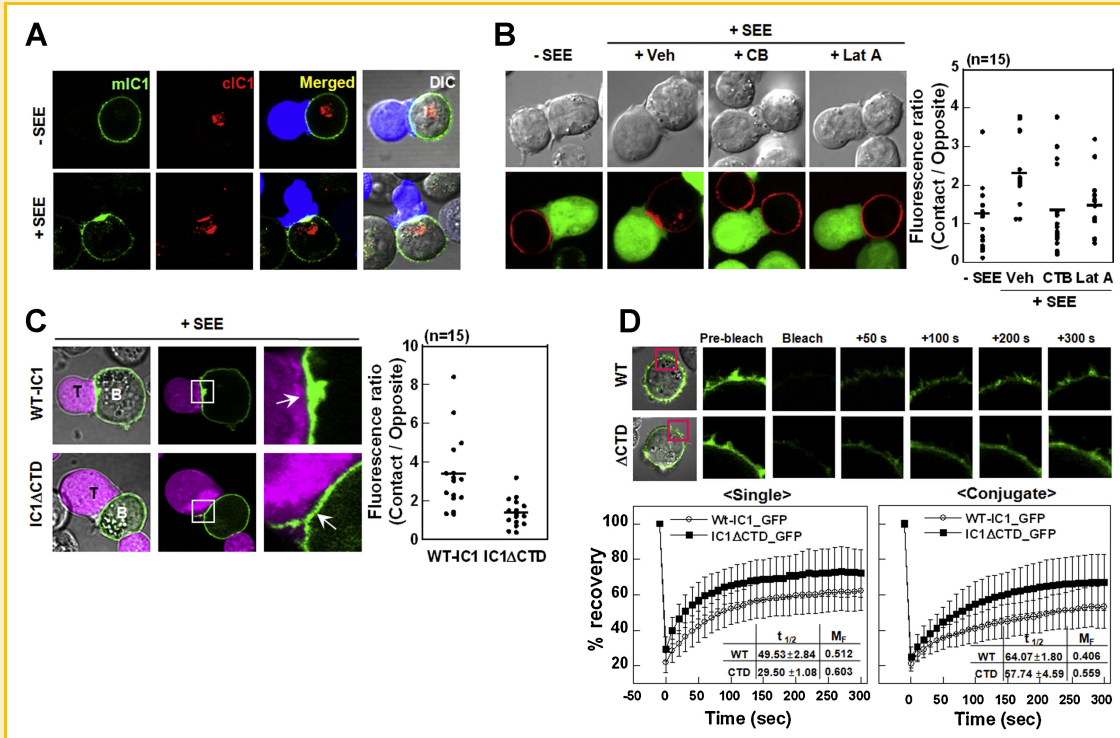 A
mIC1
cIC1
Merged
DIC
- SEE
+ SEE
B
+ SEE
- SEE
+ Veh
+ CB
+ Lat A
(n=15)
Fluorescence ratio
(Contact / Opposite)
5
4
3
2
1
0
- SEE Veh CTB Lat A
+ SEE
C
+ SEE
WT-IC1
T
B
IC1ΔCTD
T
B
(n=15)
Fluorescence ratio
(Contact / Opposite)
10
8
6
4
2
0
WT-IC1 IC1ΔCTD
D
Pre-bleach Bleach +50 s +100 s +200 s +300 s
WT
ΔCTD
<Single>
% recovery
100
80
60
40
20
Wt-IC1_GFP
IC1ΔCTD_GFP
t 1/2 MF
WT 49.53±2.84 0.512
CTD 29.50 ±1.08 0.603
-50 0 50 100 150 200 250 300
Time (sec)
<Conjugate>
WT-IC1_GFP
IC1ΔCTD_GFP
t 1/2 MF
WT 64.07±1.80 0.406
CTD 57.74 ±4.59 0.559
0 50 100 150 200 250 300
Time (sec)